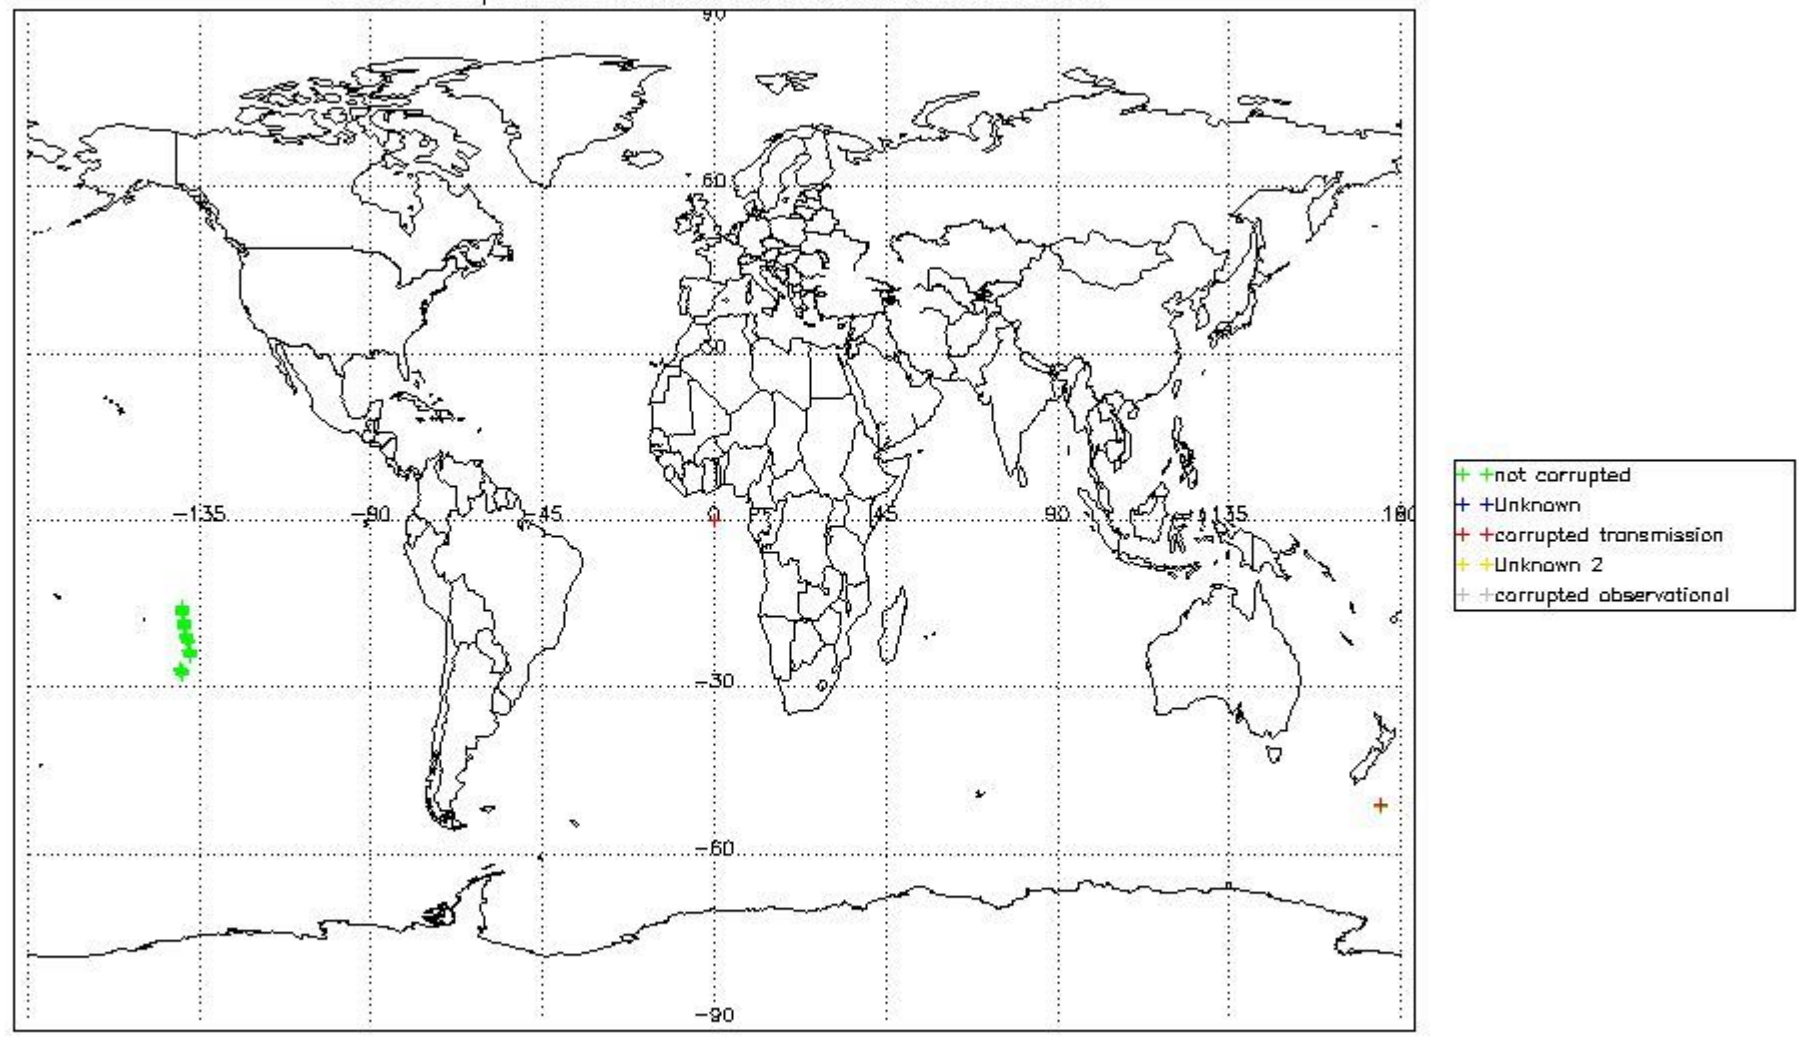 90
60
30
-135 -90 -45 0 45 90 135 180
-30
-60
-90
not corrupted
Unknown
corrupted transmission
Unknown 2
corrupted observational